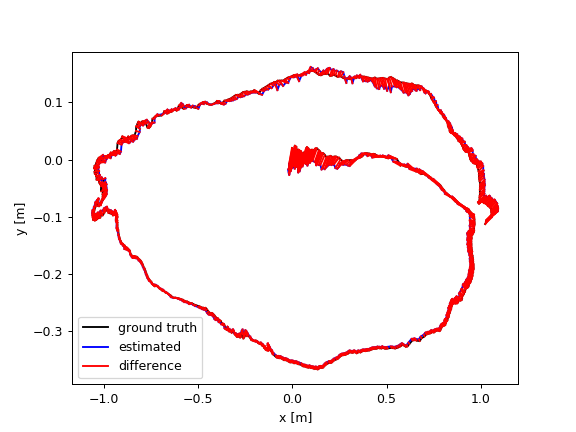 0.1
0.0
−0.1
−0.2
−0.3
y [m]
ground truth
estimated
difference
−1.0 −0.5 0.0 0.5 1.0
x [m]